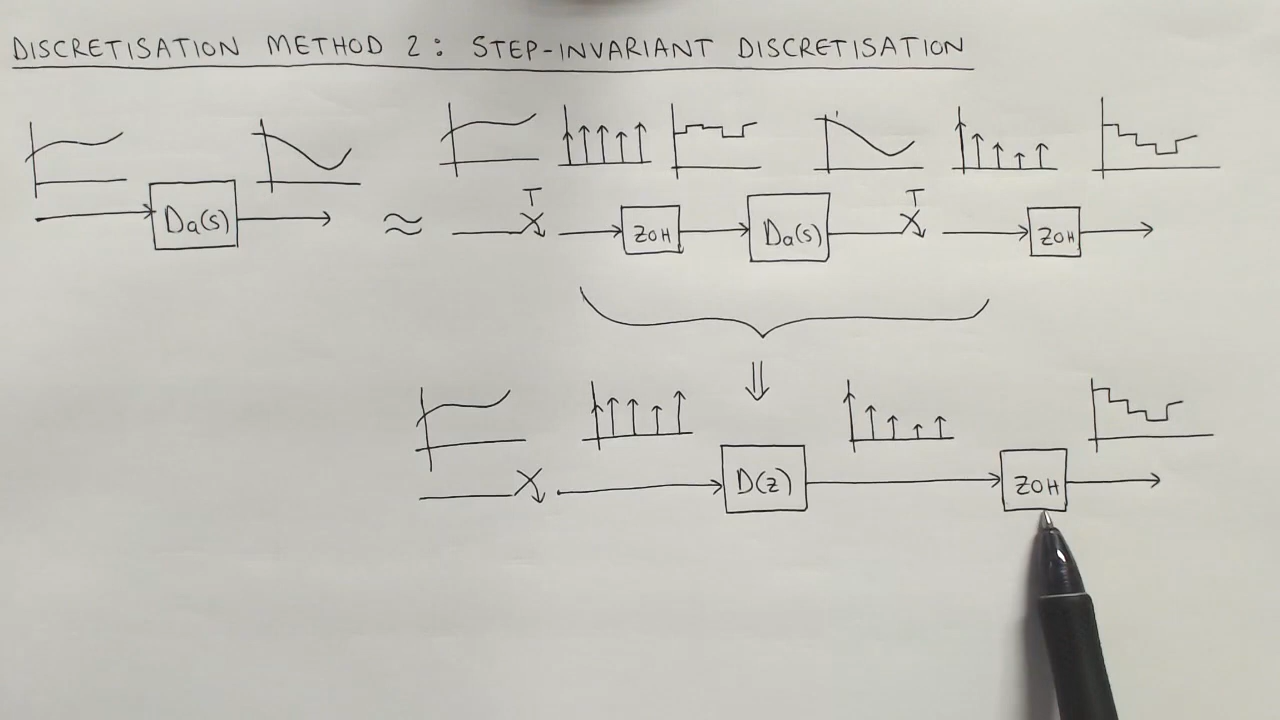 DISCRETISATION METHOD 2: STEP-INVARIANT DISCRETISATION
T T
Da(s) ≈ ZOH Da(s) ZOH
D(z) ZOH